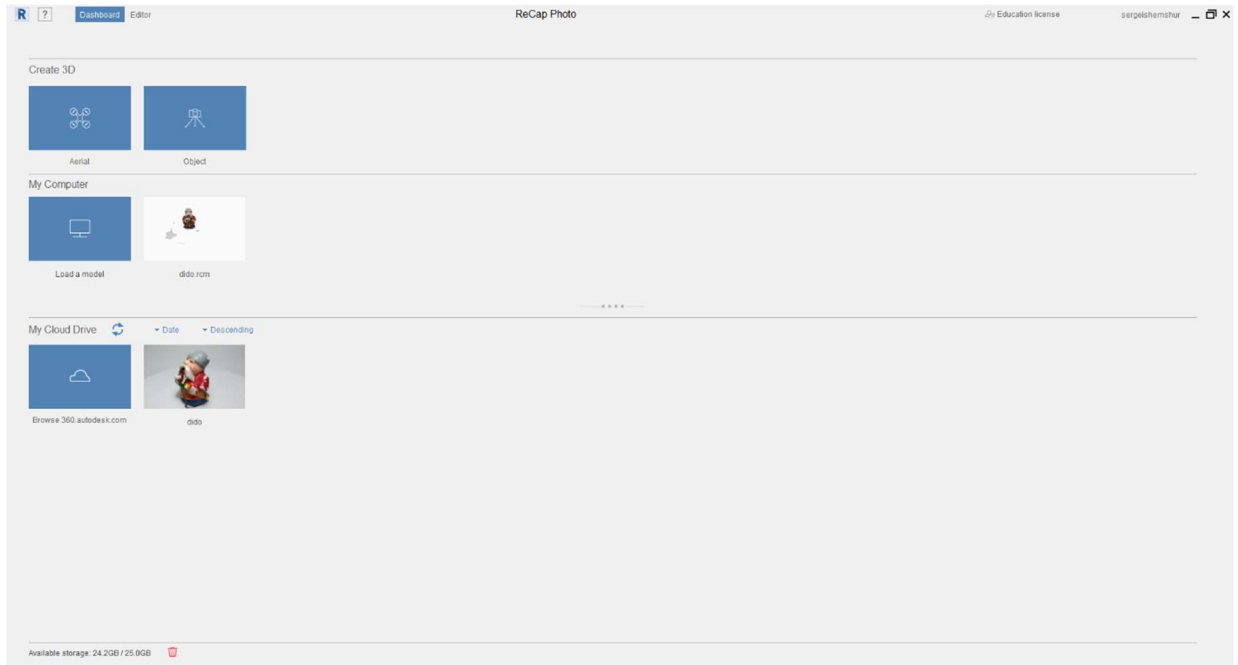 R ? Dashboard Editor ReCap Photo Education license sergeishemshur
Create 3D
Aerial Object
My Computer
Load a model dido.rcm
My Cloud Drive Date Descending
Browse 360.autodesk.com dido
Available storage: 24.2GB / 25.0GB